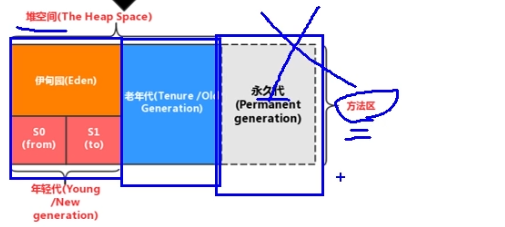 堆空间(The Heap Space)
伊甸园(Eden)
S0
(from)
S1
(to)
年轻代(Young
/New
generation)
老年代(Tenure /Old
Generation)
永久代
(Permanent
generation)
方法区